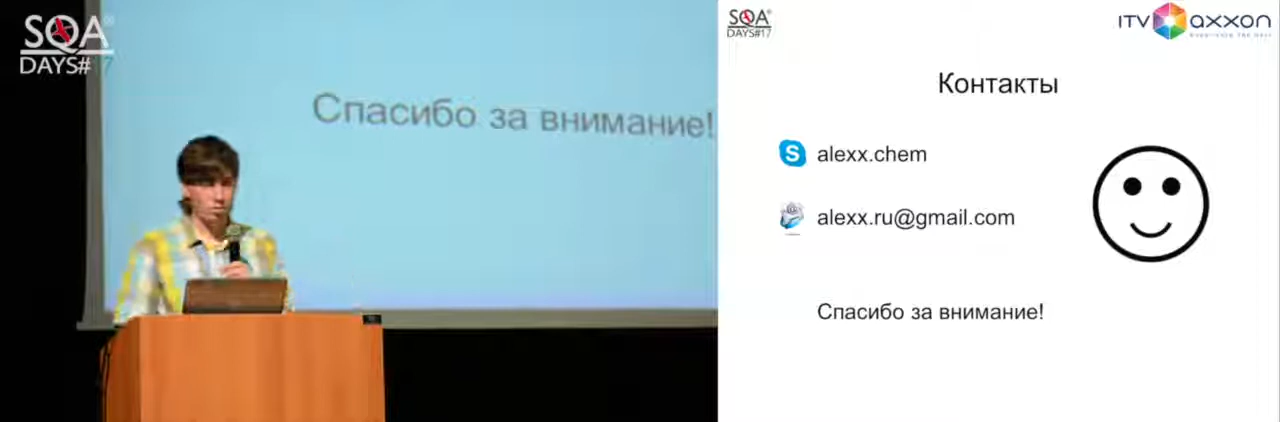 SQA
DAYS#17
Спасибо за внимание!
SQA
DAYS#17
ITV axxon
Контакты
alexx.chem
alexx.ru@gmail.com
Спасибо за внимание!